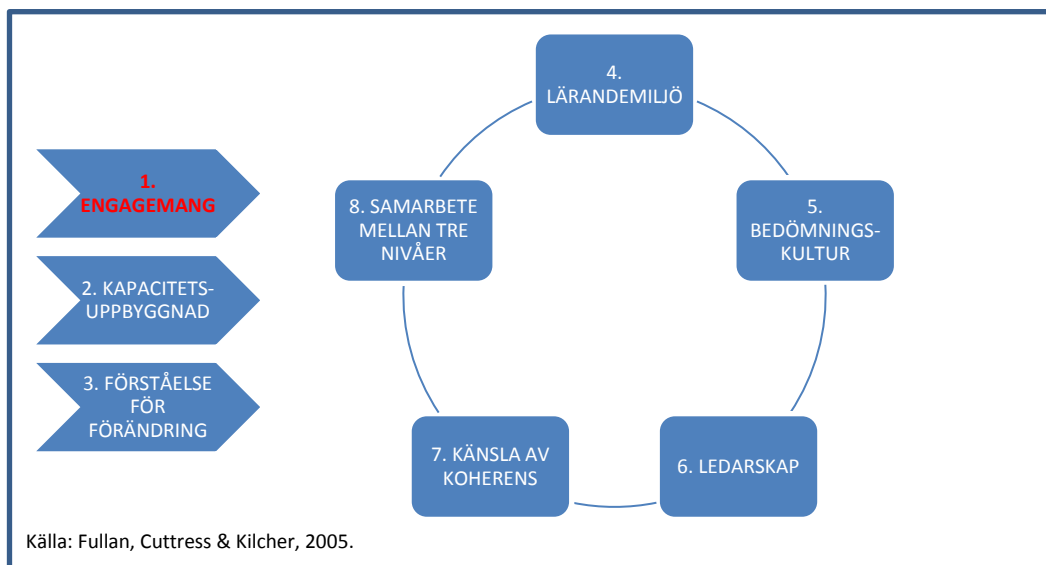 1.
ENGAGEMANG
2. KAPACITETS-
UPPBYGGNAD
3. FÖRSTÅELSE
FÖR
FÖRÄNDRING
4.
LÄRANDEMILJÖ
5.
BEDÖMNINGS-
KULTUR
6. LEDARSKAP
7. KÄNSLA AV
KOHERENS
8. SAMARBETE
MELLAN TRE
NIVÅER
Källa: Fullan, Cuttress & Kilcher, 2005.